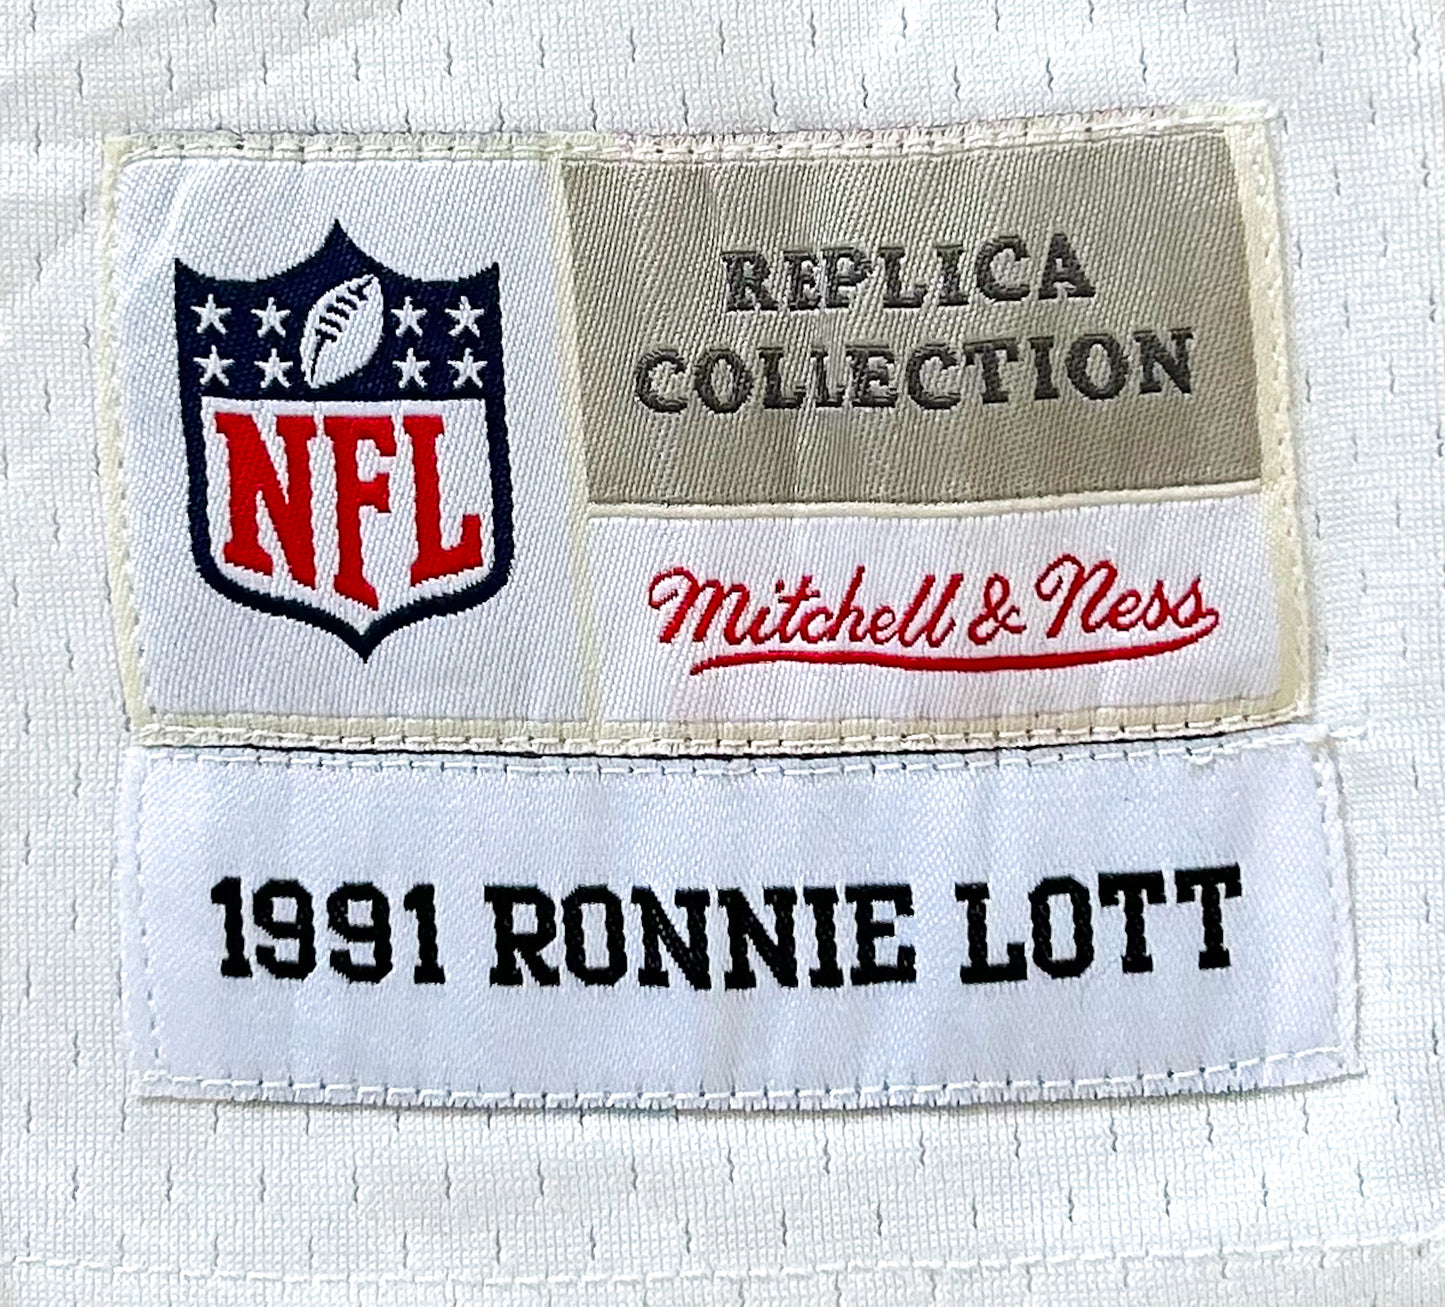 NFL
REPLICA
COLLECTION
Mitchell & Ness
1991 RONNIE LOTT